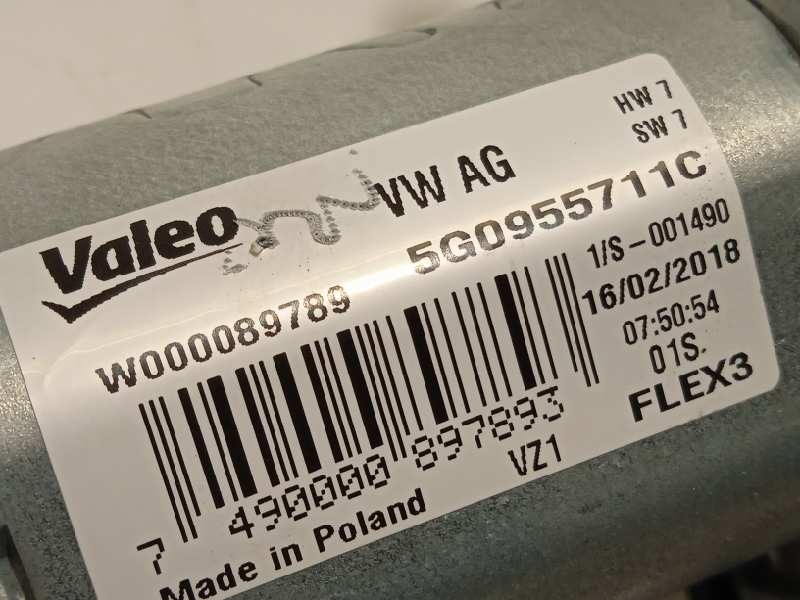 HW 7
SW 7
Valeo
VW AG
5G0955711C
W000089789
1/S-001490
16/02/2018
07:50:54
01S.
FLEX3
7 490000 897893
VZ1
Made in Poland